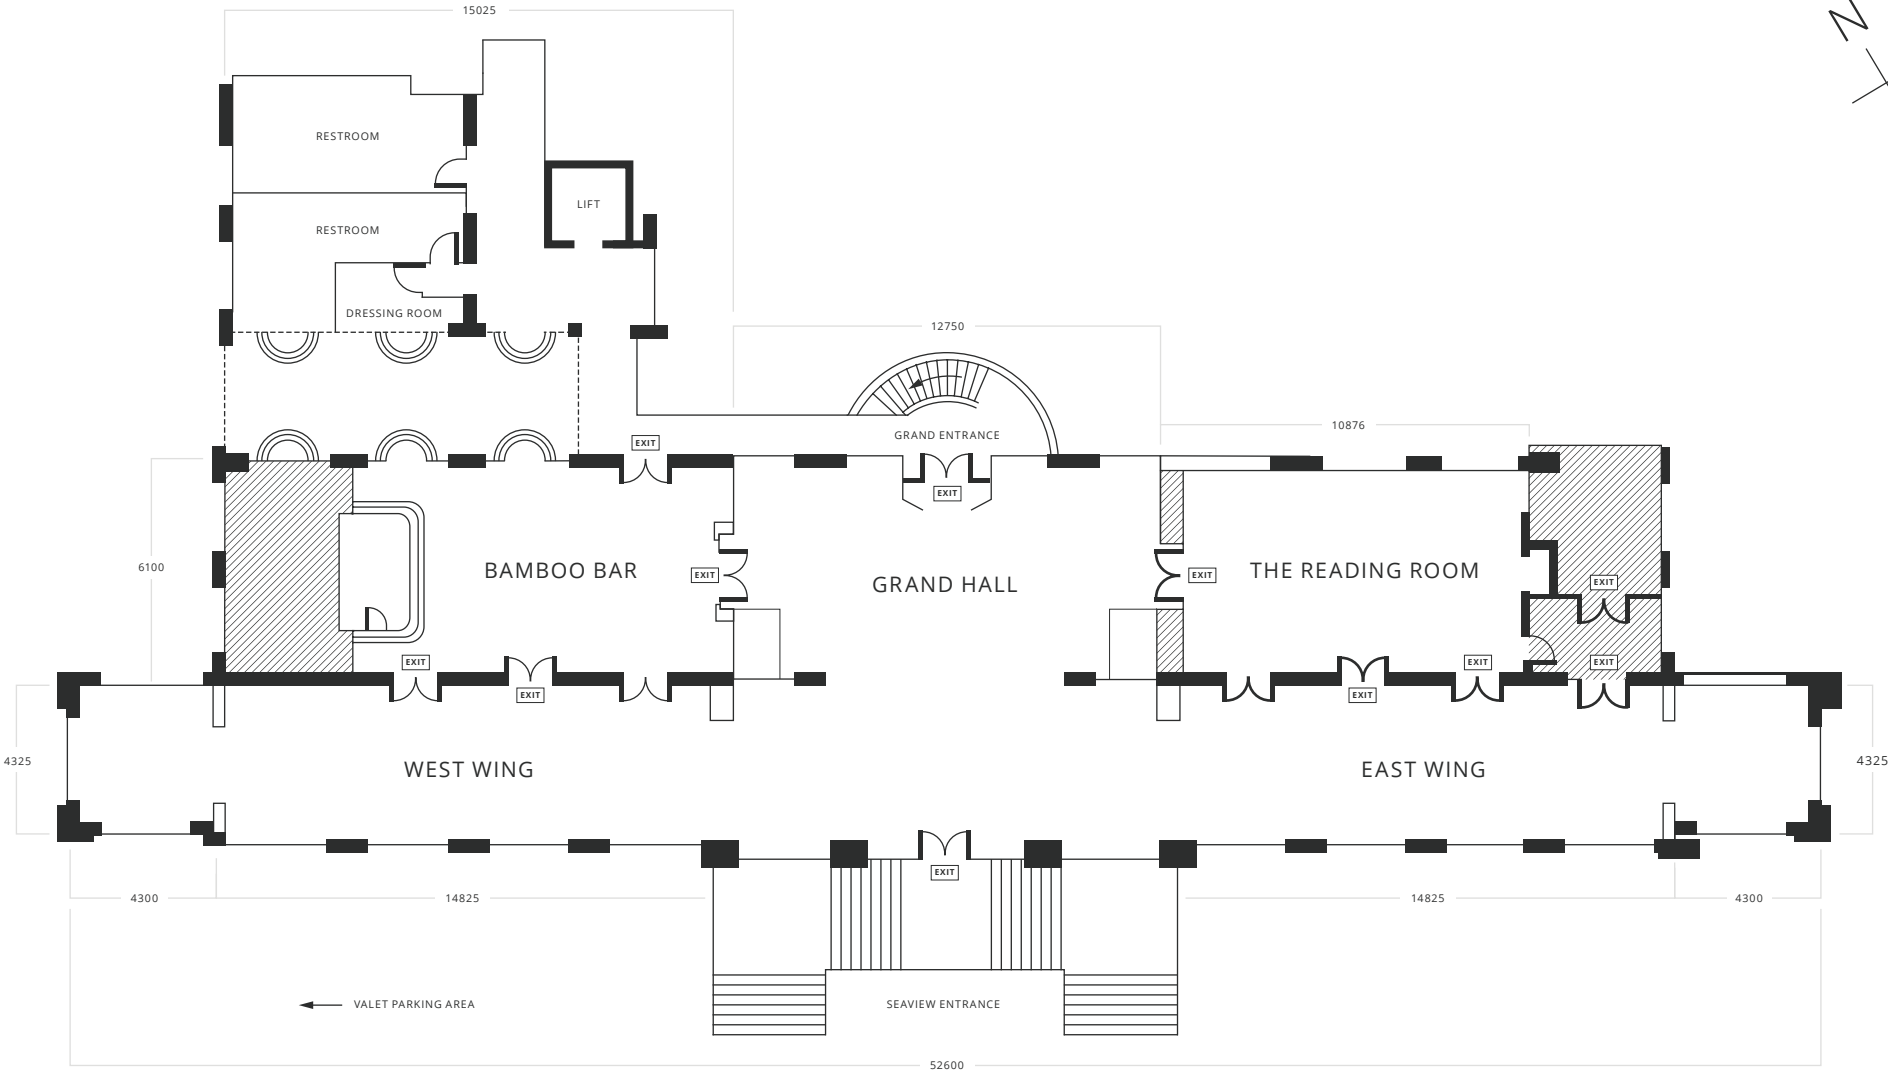 15025
N
RESTROOM
LIFT
RESTROOM
DRESSING ROOM
12750
10876
GRAND ENTRANCE
EXIT
EXIT
6100
BAMBOO BAR
EXIT
GRAND HALL
EXIT
THE READING ROOM
EXIT
EXIT
EXIT
EXIT
EXIT
EXIT
EXIT
4325
WEST WING
EAST WING
4325
EXIT
4300
14825
14825
4300
VALET PARKING AREA
SEAVIEW ENTRANCE
52600